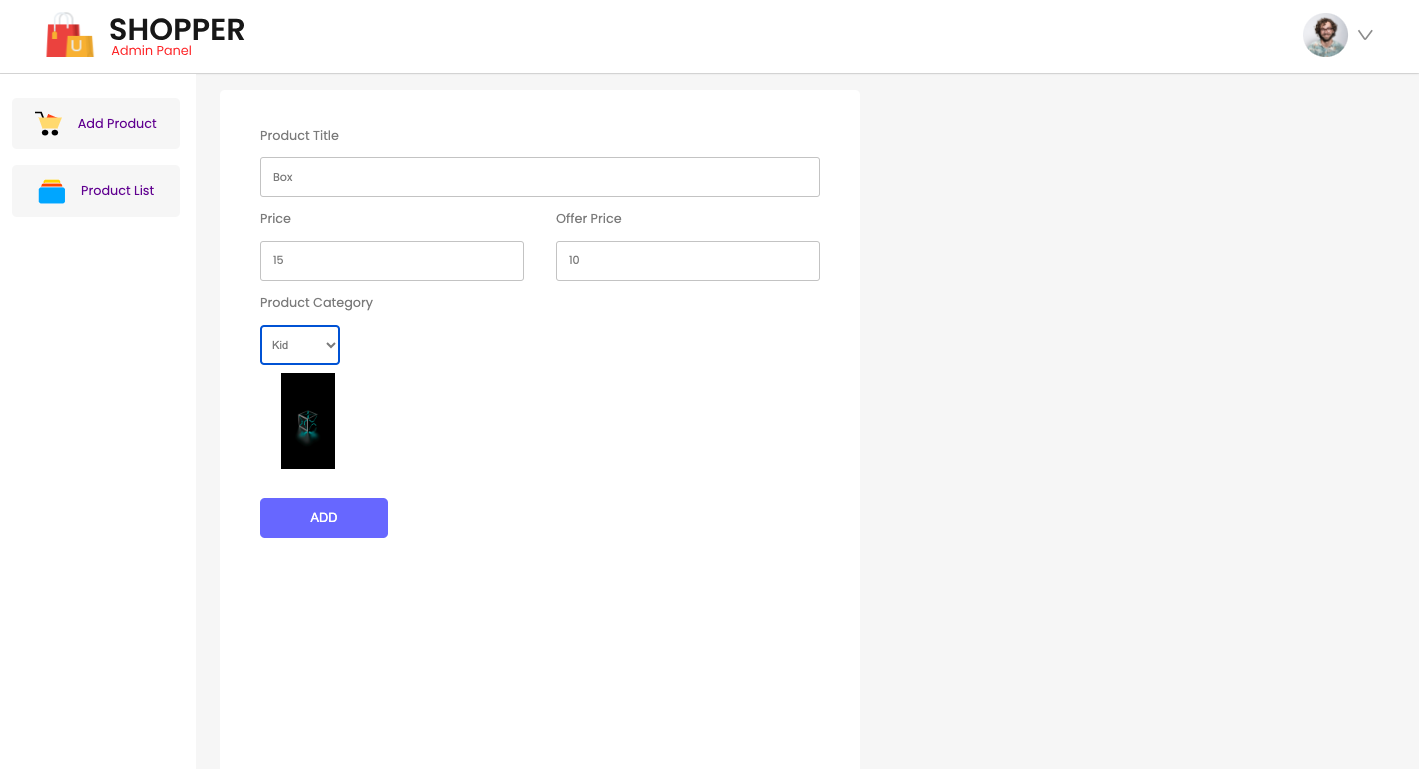 SHOPPER
Admin Panel
U
Add Product
Product List
Product Title
Box
Price
Offer Price
15
10
Product Category
Kid
ADD